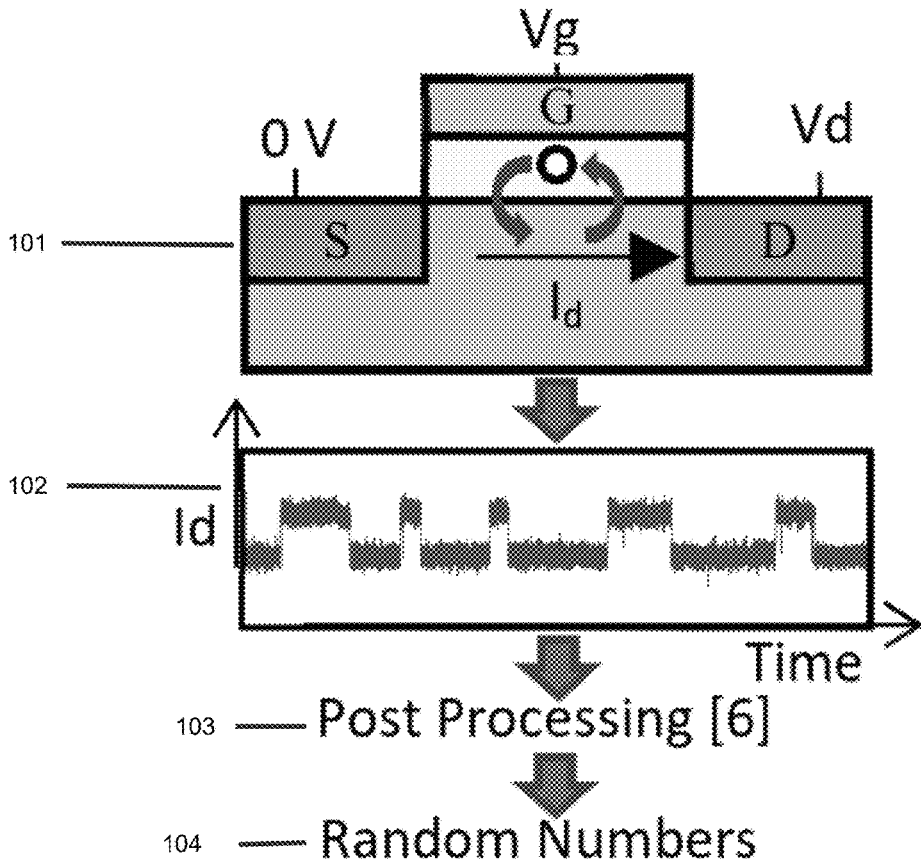 Vg
G
0 V
Vd
101
S
D
Id
102
Id
Time
103
Post Processing [6]
104
Random Numbers